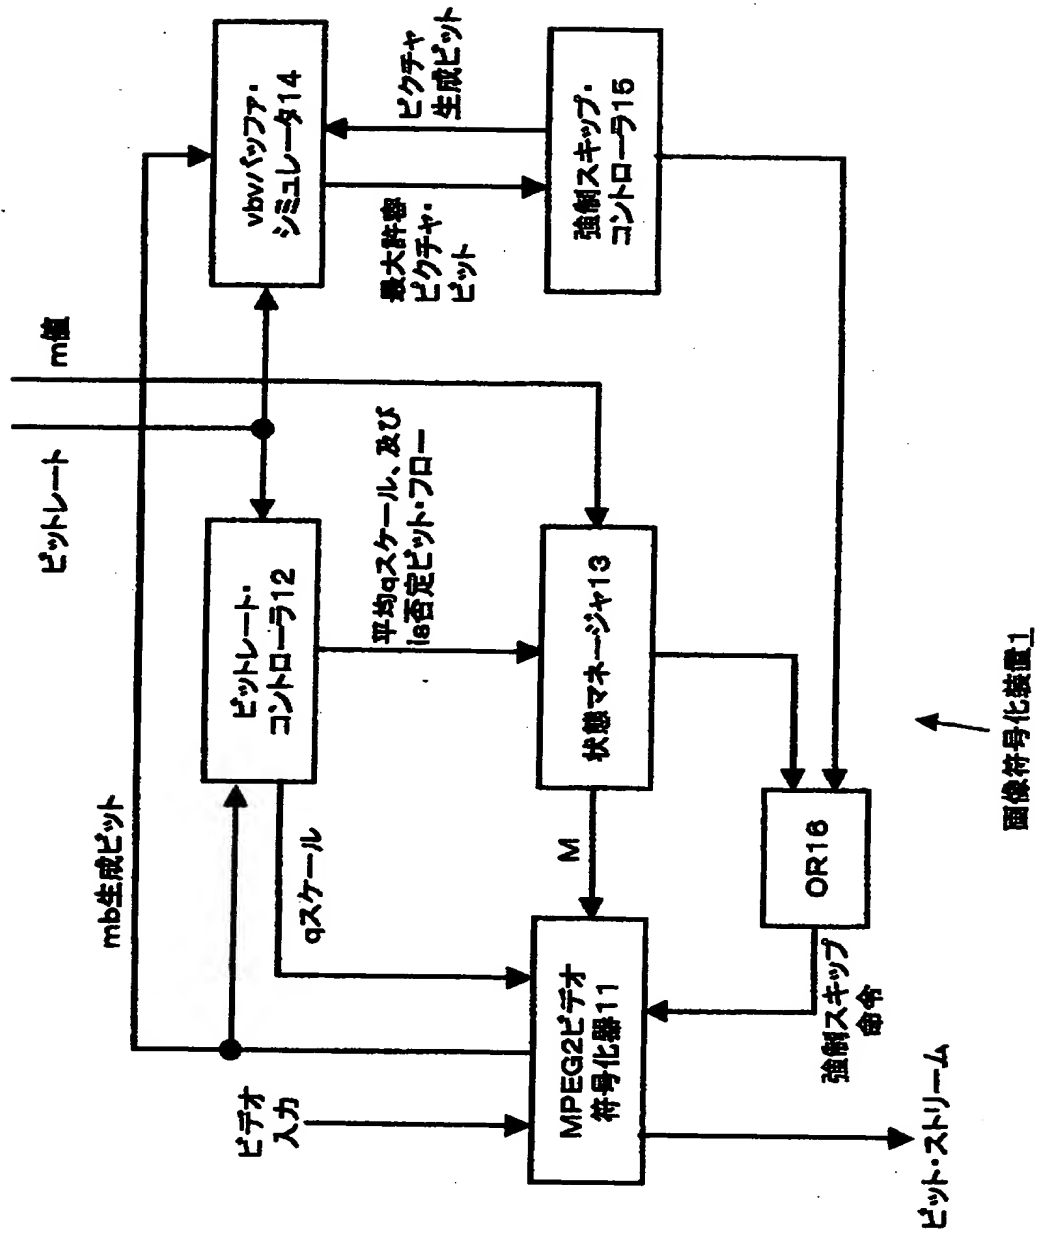 ビットレート
m値
mb生成ビット
ビットレート・
コントローラ12
vbvバッファ・
シミュレータ14
qスケール
平均qスケール、及び
is否定ビット・フロー
最大許容
ピクチャ・
ビット
ピクチャ
生成ビット
ビデオ
入力
MPEG2ビデオ
符号化器11
M
状態マネージャ13
強制スキップ・
コントローラ15
強制スキップ
命令
OR16
ビット・ストリーム
画像符号化装置1